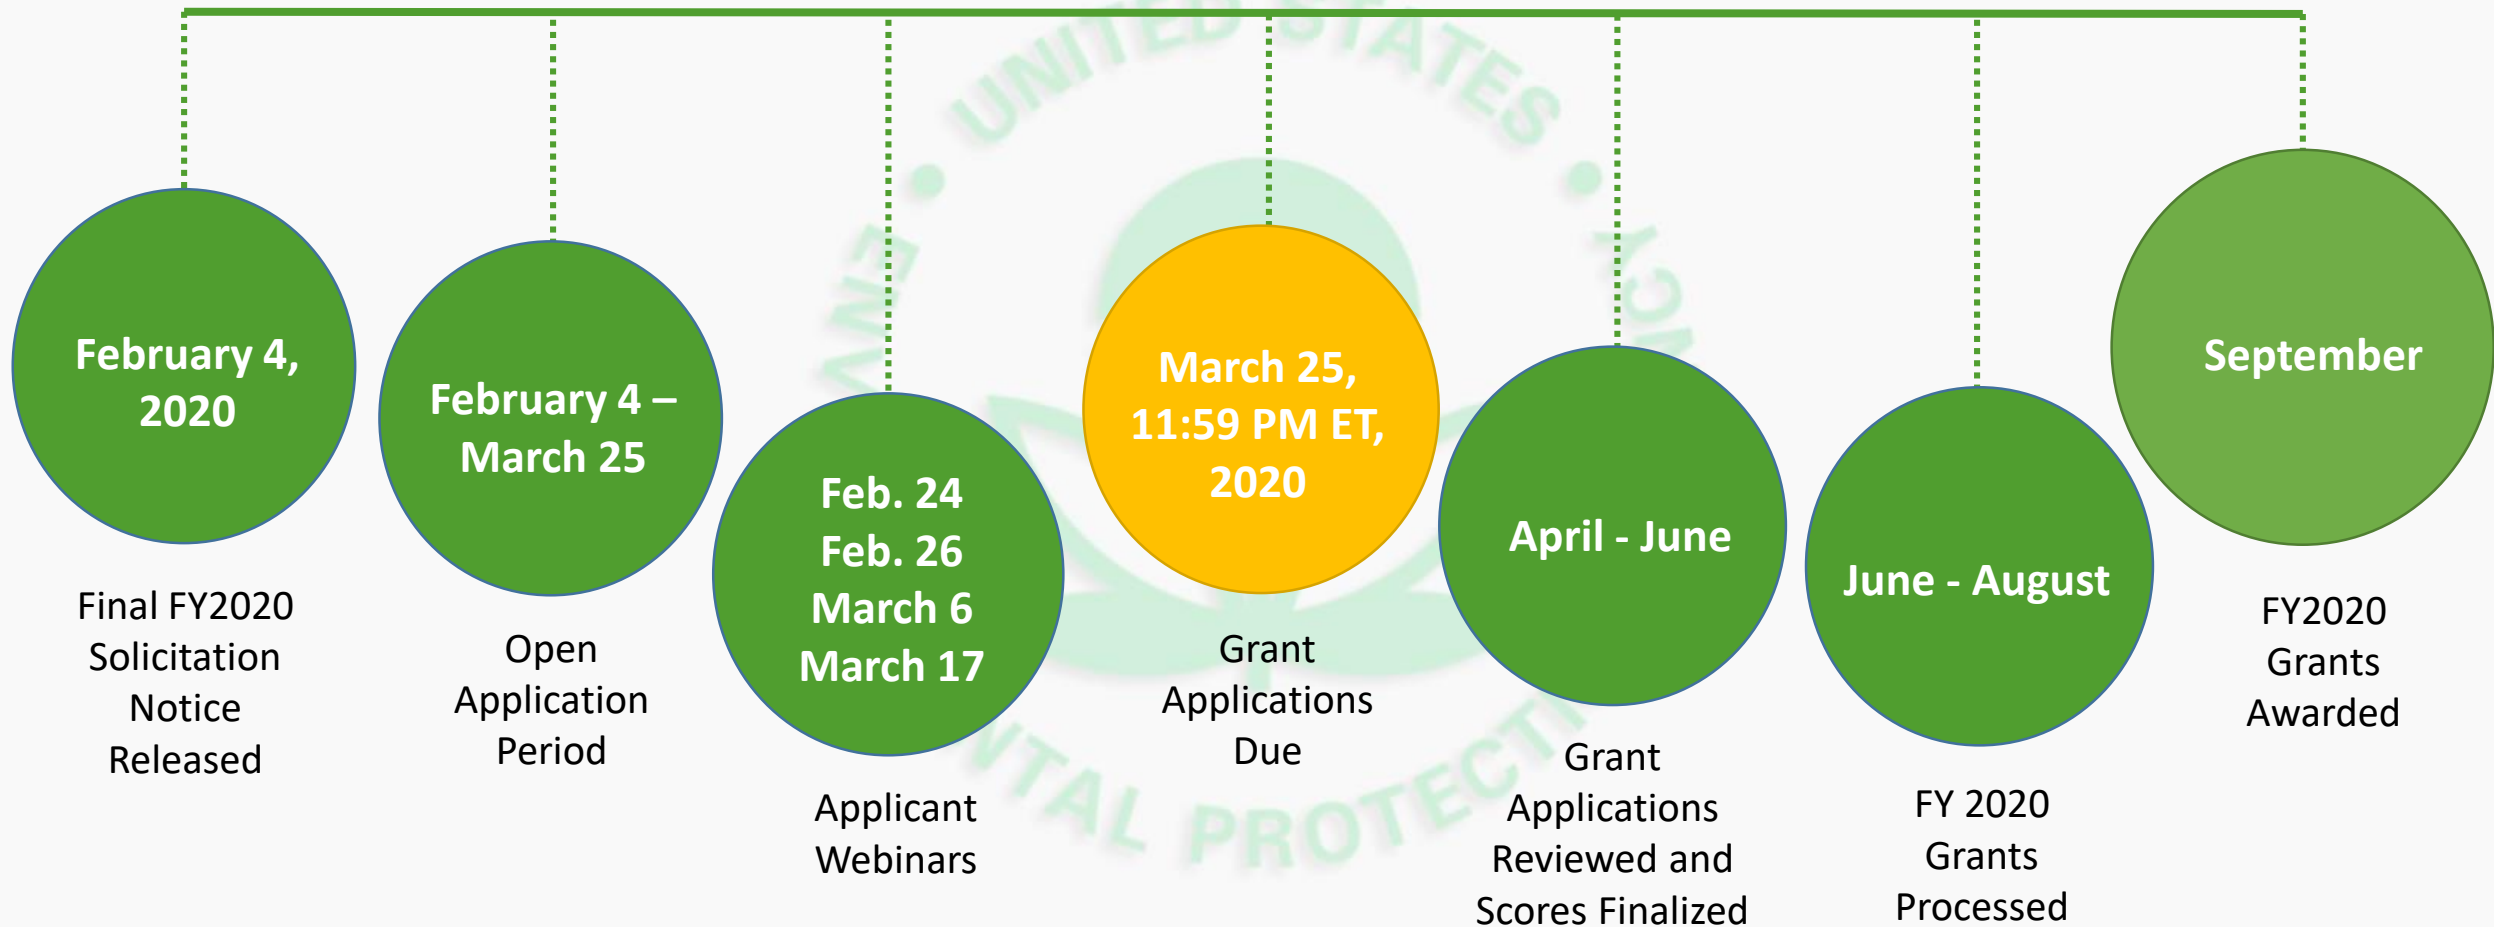 UNITED STATES
February 4,
2020
Final FY2020
Solicitation
Notice
Released
February 4 –
March 25
Open
Application
Period
Feb. 24
Feb. 26
March 6
March 17
Applicant
Webinars
March 25,
11:59 PM ET,
2020
Grant
Applications
Due
April - June
Grant
Applications
Reviewed and
Scores Finalized
June - August
FY 2020
Grants
Processed
September
FY2020
Grants
Awarded